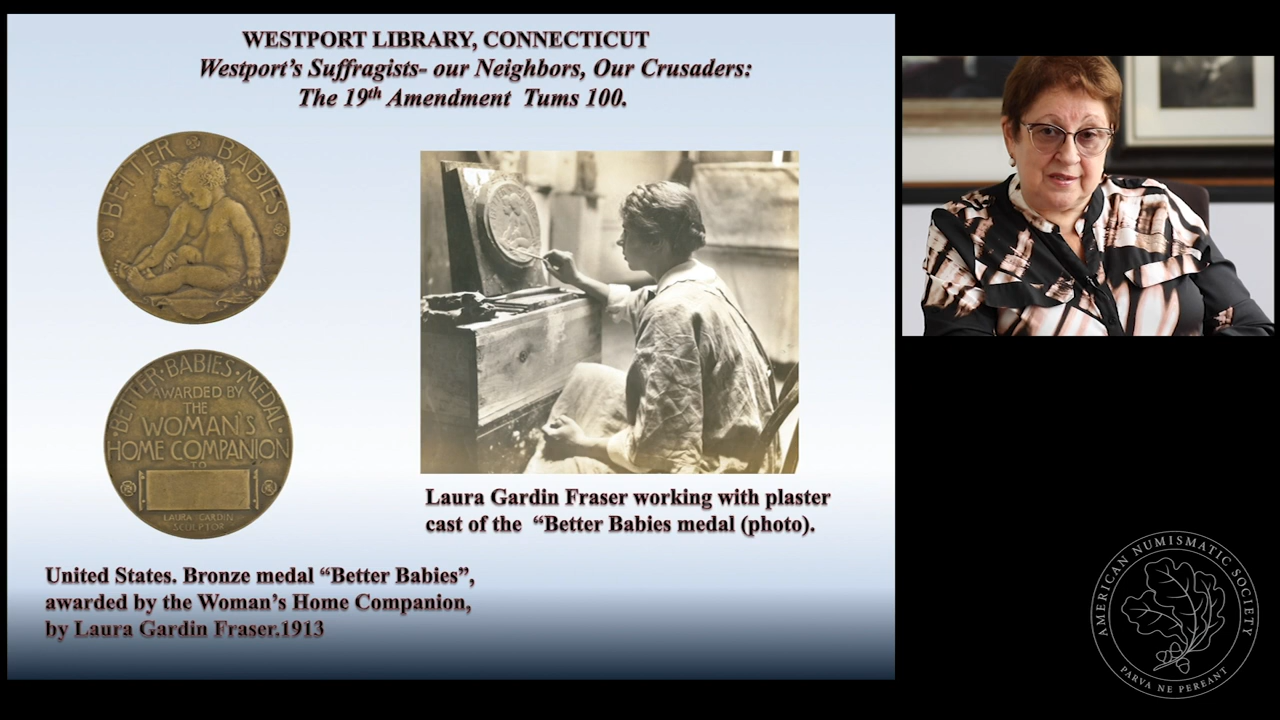 WESTPORT LIBRARY, CONNECTICUT
Westport's Suffragists- our Neighbors, Our Crusaders:
The 19th Amendment Tums 100.
BETTER BABIES
BETTER·BABIES·MEDAL
AWARDED BY
THE
WOMAN'S
HOME COMPANION
TO
LAURA GARDIN
SCULPTOR
Laura Gardin Fraser working with plaster
cast of the “Better Babies medal (photo).
United States. Bronze medal “Better Babies”,
awarded by the Woman's Home Companion,
by Laura Gardin Fraser.1913
AMERICAN NUMISMATIC SOCIETY
PARVA NE PEREANT